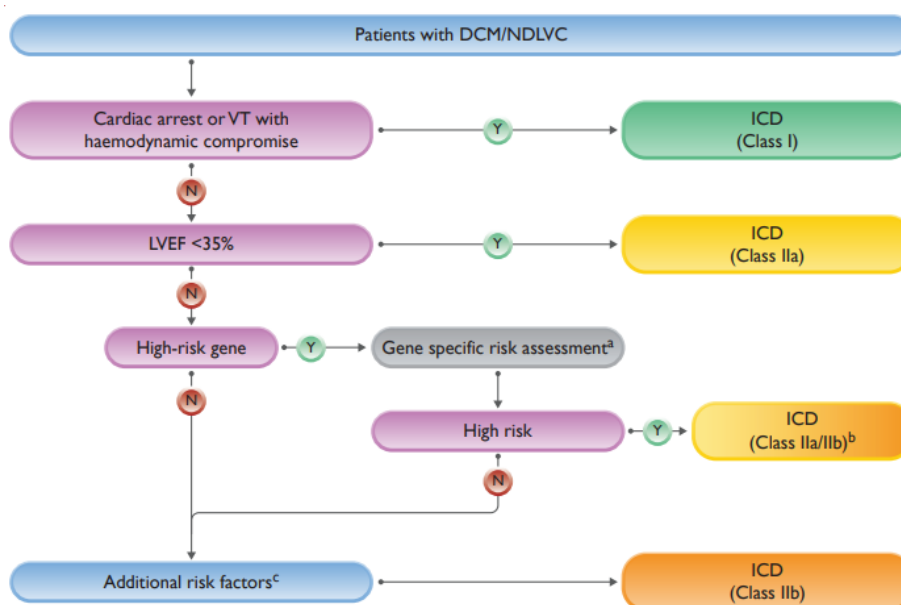 Patients with DCM/NDLVC
Cardiac arrest or VT with
haemodynamic compromise
Y
ICD
(Class I)
N
LVEF <35%
Y
ICD
(Class IIa)
N
High-risk gene
Y
Gene specific risk assessmentᵃ
N
High risk
Y
ICD
(Class IIa/IIb)ᵇ
N
Additional risk factorsᶜ
ICD
(Class IIb)